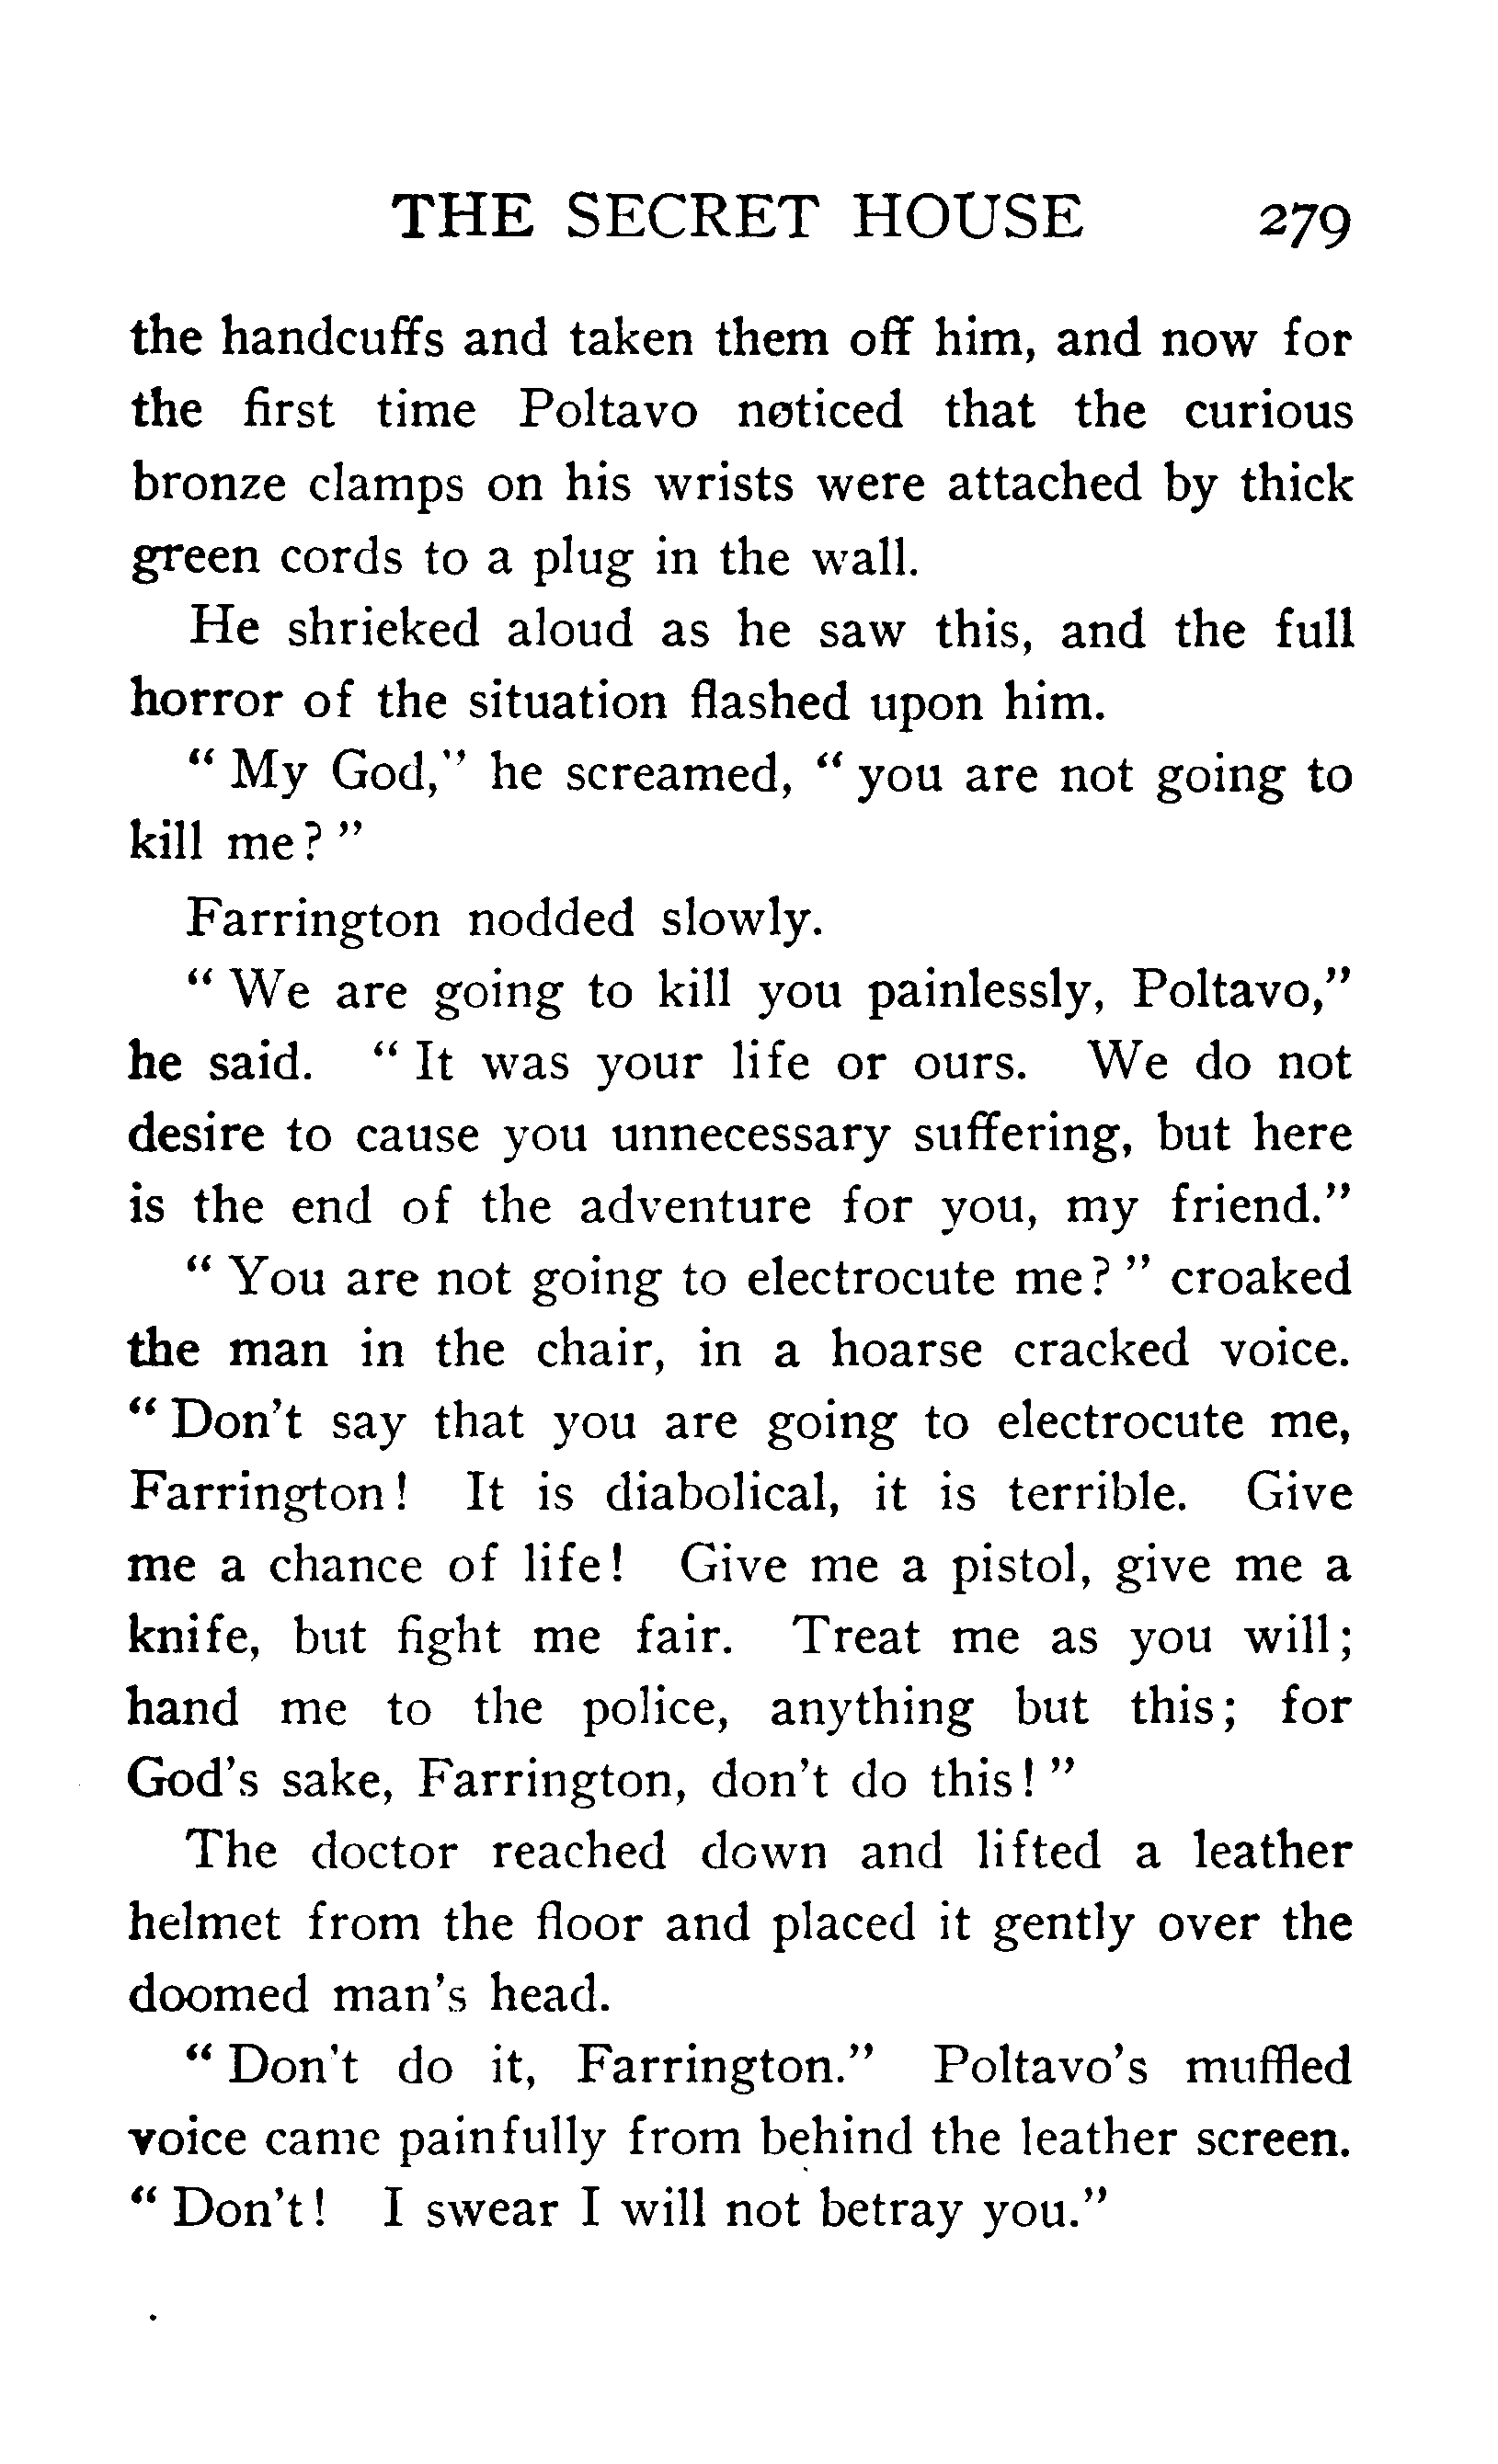 THE SECRET HOUSE 279
the handcuffs and taken them off him, and now for
the first time Poltavo noticed that the curious
bronze clamps on his wrists were attached by thick
green cords to a plug in the wall.
He shrieked aloud as he saw this, and the full
horror of the situation flashed upon him.
“ My God,” he screamed, “ you are not going to
kill me? ”
Farrington nodded slowly.
“ We are going to kill you painlessly, Poltavo,”
he said. “ It was your life or ours. We do not
desire to cause you unnecessary suffering, but here
is the end of the adventure for you, my friend.”
“ You are not going to electrocute me? ” croaked
the man in the chair, in a hoarse cracked voice.
“ Don’t say that you are going to electrocute me,
Farrington! It is diabolical, it is terrible. Give
me a chance of life! Give me a pistol, give me a
knife, but fight me fair. Treat me as you will;
hand me to the police, anything but this; for
God’s sake, Farrington, don’t do this! ”
The doctor reached down and lifted a leather
helmet from the floor and placed it gently over the
doomed man’s head.
“ Don’t do it, Farrington.” Poltavo’s muffled
voice came painfully from behind the leather screen.
“ Don’t! I swear I will not betray you.”